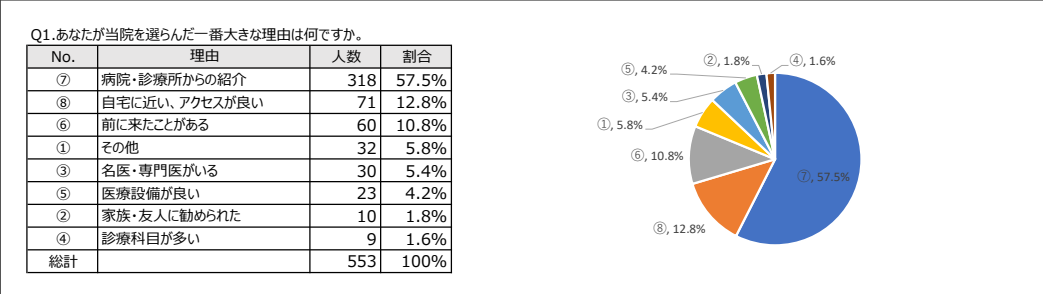 Q1.あなたが当院を選らんだ一番大きな理由は何ですか。
No. 理由 人数 割合
⑦ 病院・診療所からの紹介 318 57.5%
⑧ 自宅に近い、アクセスが良い 71 12.8%
⑥ 前に来たことがある 60 10.8%
① その他 32 5.8%
③ 名医・専門医がいる 30 5.4%
⑤ 医療設備が良い 23 4.2%
② 家族・友人に勧められた 10 1.8%
④ 診療科目が多い 9 1.6%
総計 553 100%
⑦, 57.5%
⑧, 12.8%
⑥, 10.8%
①, 5.8%
③, 5.4%
⑤, 4.2%
②, 1.8%
④, 1.6%